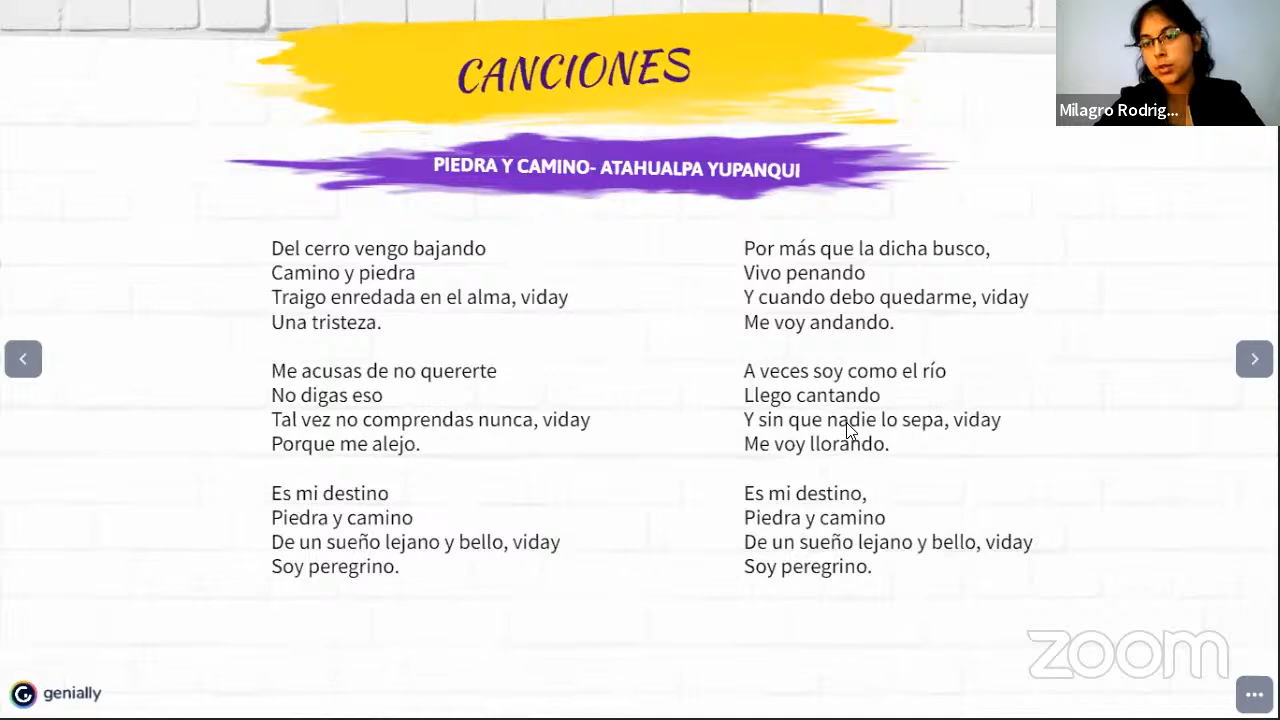 CANCIONES
PIEDRA Y CAMINO- ATAHUALPA YUPANQUI
Del cerro vengo bajando
Camino y piedra
Traigo enredada en el alma, viday
Una tristeza.
Me acusas de no quererte
No digas eso
Tal vez no comprendas nunca, viday
Porque me alejo.
Es mi destino
Piedra y camino
De un sueño lejano y bello, viday
Soy peregrino.
Por más que la dicha busco,
Vivo penando
Y cuando debo quedarme, viday
Me voy andando.
A veces soy como el río
Llego cantando
Y sin que nadie lo sepa, viday
Me voy llorando.
Es mi destino,
Piedra y camino
De un sueño lejano y bello, viday
Soy peregrino.
Milagro Rodrig...
zoom
genially